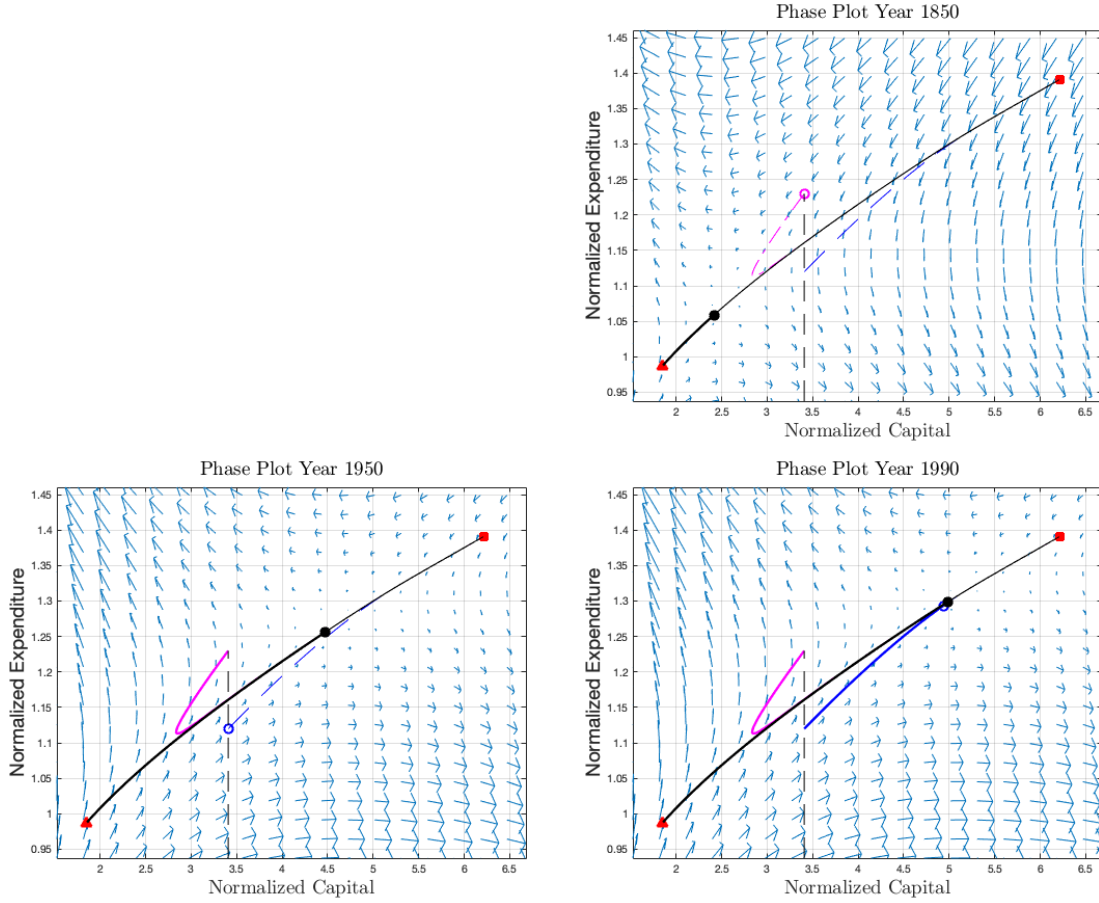 Phase Plot Year 1850
Normalized Expenditure
1.45
1.4
1.35
1.3
1.25
1.2
1.15
1.1
1.05
1
0.95
2 2.5 3 3.5 4 4.5 5 5.5 6 6.5
Normalized Capital
Phase Plot Year 1950
Normalized Expenditure
1.45
1.4
1.35
1.3
1.25
1.2
1.15
1.1
1.05
1
0.95
2 2.5 3 3.5 4 4.5 5 5.5 6 6.5
Normalized Capital
Phase Plot Year 1990
Normalized Expenditure
1.45
1.4
1.35
1.3
1.25
1.2
1.15
1.1
1.05
1
0.95
2 2.5 3 3.5 4 4.5 5 5.5 6 6.5
Normalized Capital